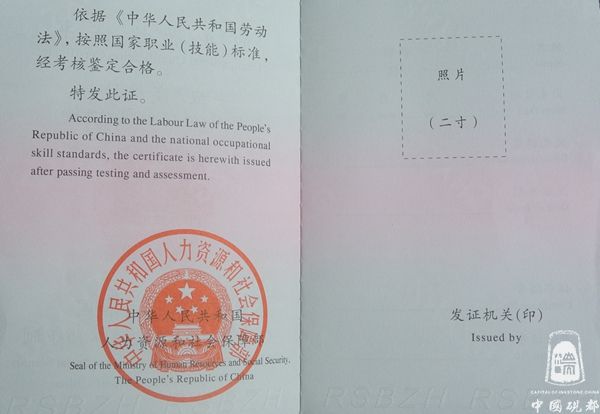 依据《中华人民共和国劳动
法》，按照国家职业（技能）标准，
经考核鉴定合格。
特发此证。
According to the Labour Law of the People's
Republic of China and the national occupational
skill standards, the certificate is herewith issued
after passing testing and assessment.
中华人民共和国人力资源和社会保障部
中华人民共和国
人力资源和社会保障部
Seal of the Ministry of Human Resources and Social Security,
The People's Republic of China
照片
（二寸）
发证机关(印)
Issued by
CAPITAL OF INKSTONE·CHINA
中國硯都